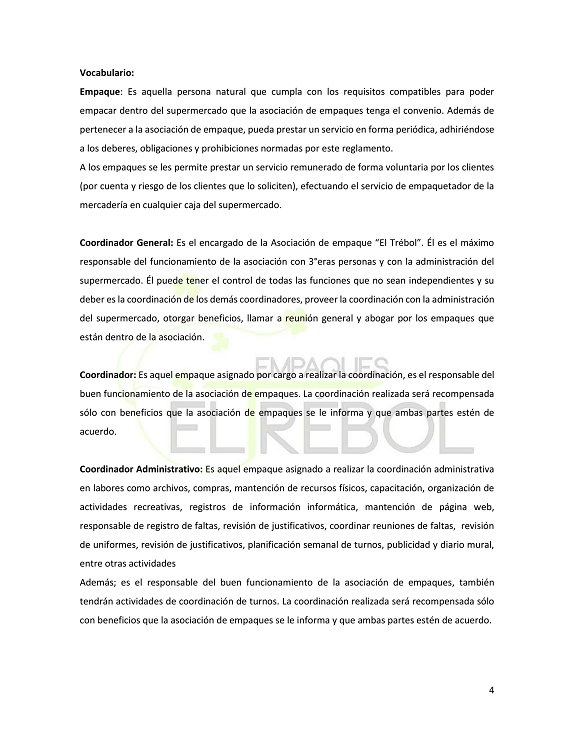 Vocabulario:
Empaque: Es aquella persona natural que cumpla con los requisitos compatibles para poder
empacar dentro del supermercado que la asociación de empaques tenga el convenio. Además de
pertenecer a la asociación de empaque, pueda prestar un servicio en forma periódica, adhiriéndose
a los deberes, obligaciones y prohibiciones normadas por este reglamento.
A los empaques se les permite prestar un servicio remunerado de forma voluntaria por los clientes
(por cuenta y riesgo de los clientes que lo soliciten), efectuando el servicio de empaquetador de la
mercadería en cualquier caja del supermercado.
Coordinador General: Es el encargado de la Asociación de empaque “El Trébol”. Él es el máximo
responsable del funcionamiento de la asociación con 3°eras personas y con la administración del
supermercado. Él puede tener el control de todas las funciones que no sean independientes y su
deber es la coordinación de los demás coordinadores, proveer la coordinación con la administración
del supermercado, otorgar beneficios, llamar a reunión general y abogar por los empaques que
están dentro de la asociación.
EMPAQUES
Coordinador: Es aquel empaque asignado por cargo a realizar la coordinación, es el responsable del
buen funcionamiento de la asociación de empaques. La coordinación realizada será recompensada
sólo con beneficios que la asociación de empaques se le informa y que ambas partes estén de
acuerdo.
EL TREBOL
Coordinador Administrativo: Es aquel empaque asignado a realizar la coordinación administrativa
en labores como archivos, compras, mantención de recursos físicos, capacitación, organización de
actividades recreativas, registros de información informática, mantención de página web,
responsable de registro de faltas, revisión de justificativos, coordinar reuniones de faltas, revisión
de uniformes, revisión de justificativos, planificación semanal de turnos, publicidad y diario mural,
entre otras actividades
Además; es el responsable del buen funcionamiento de la asociación de empaques, también
tendrán actividades de coordinación de turnos. La coordinación realizada será recompensada sólo
con beneficios que la asociación de empaques se le informa y que ambas partes estén de acuerdo.
4